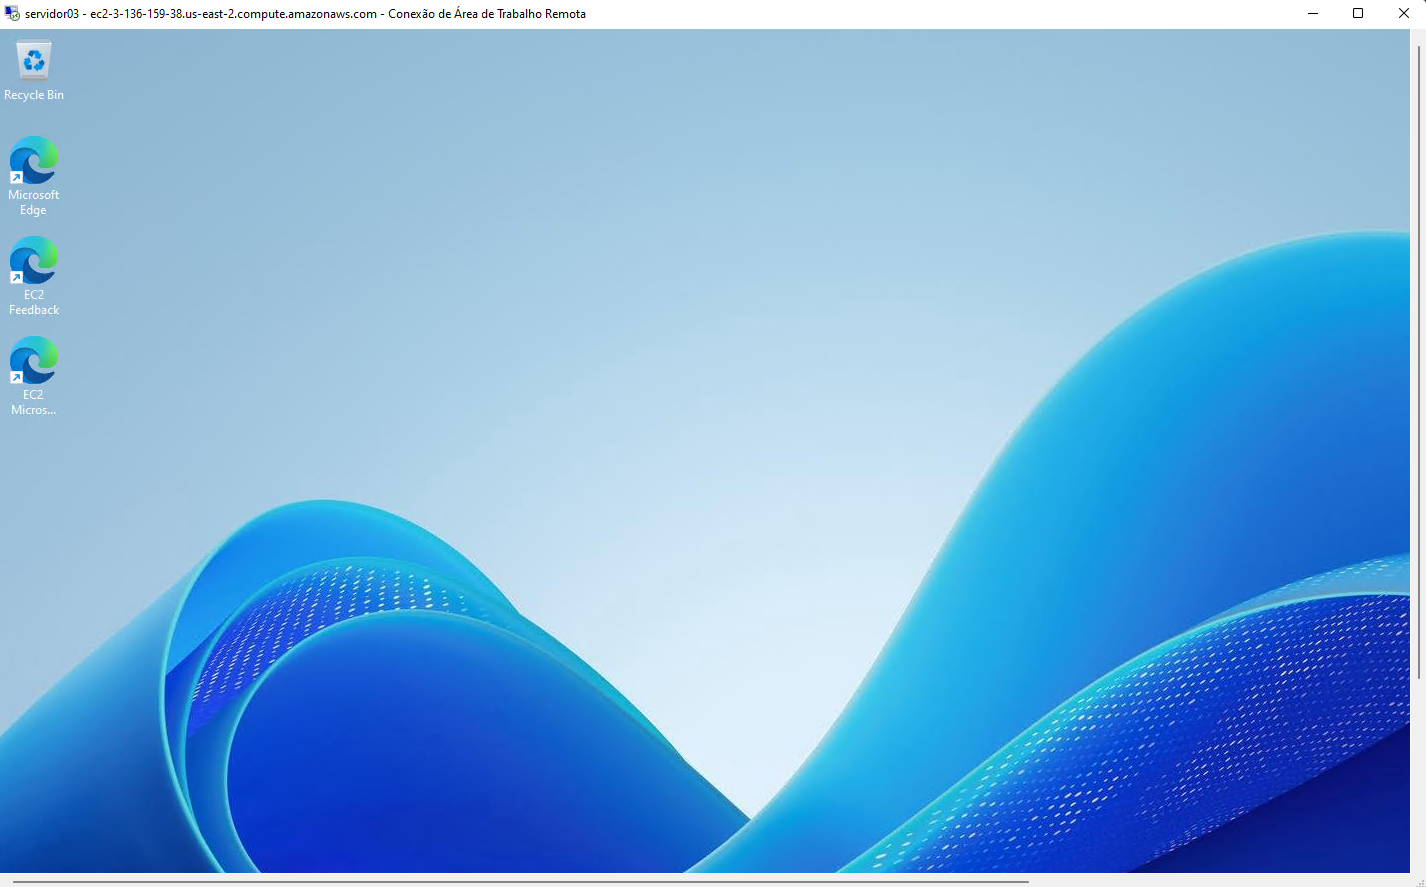 servidor03 - ec2-3-136-159-38.us-east-2.compute.amazonaws.com - Conexão de Área de Trabalho Remota
Recycle Bin
Microsoft
Edge
EC2
Feedback
EC2
Micros...